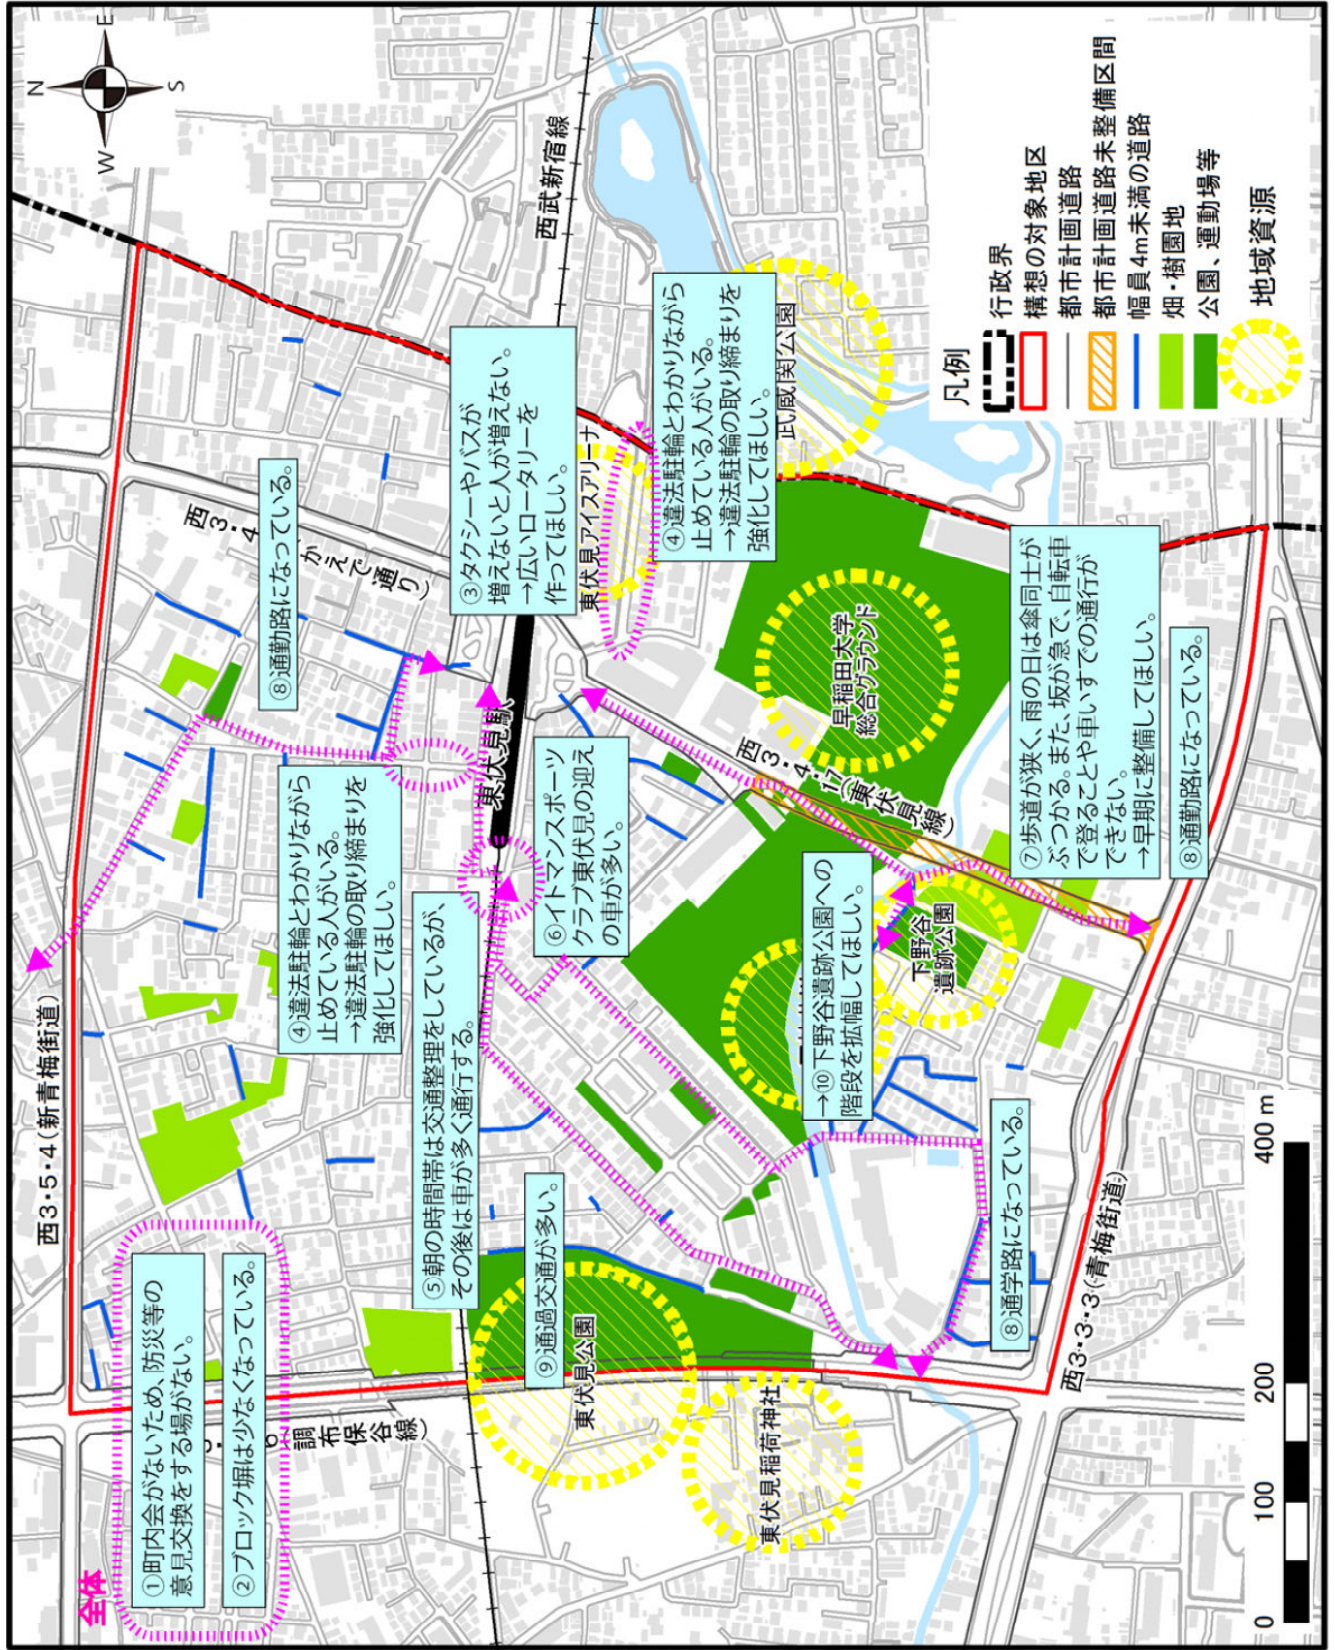 全体
①町内会がないため、防災等の
意見交換をする場がない。
②ブロック塀は少なくなっている。
西3・5・4(新青梅街道)
調布保谷線)
④違法駐輪とわかりながら
止めている人がいる。
→違法駐輪の取り締まりを
強化してほしい。
⑧通勤路になっている。
西3・4
(かえで通り)
N
E
S
W
⑤朝の時間帯は交通整理をしているが、
その後は車が多く通行する。
③タクシーやバスが
増えないと人が増えない。
→広いロータリーを
作ってほしい。
東伏見駅
西武新宿線
⑨通過交通が多い。
⑥イトマンスポーツ
クラブ東伏見の迎え
の車が多い。
東伏見アイスアリーナ
④違法駐輪とわかりながら
止めている人がいる。
→違法駐輪の取り締まりを
強化してほしい。
東伏見公園
東伏見稲荷神社
武蔵関公園
早稲田大学
総合グラウンド
西3・4・17(東伏見線)
→⑩下野谷遺跡公園への
階段を拡幅してほしい。
下野谷
遺跡公園
⑦歩道が狭く、雨の日は傘同士が
ぶつかる。また、坂が急で、自転車
で登ることや車いすでの通行が
できない。
→早期に整備してほしい。
⑧通学路になっている。
⑧通勤路になっている。
西3・3・3(青梅街道)
凡例
行政界
構想の対象地区
都市計画道路
都市計画道路未整備区間
幅員4m未満の道路
畑・樹園地
公園、運動場等
地域資源
0
100
200
400 m